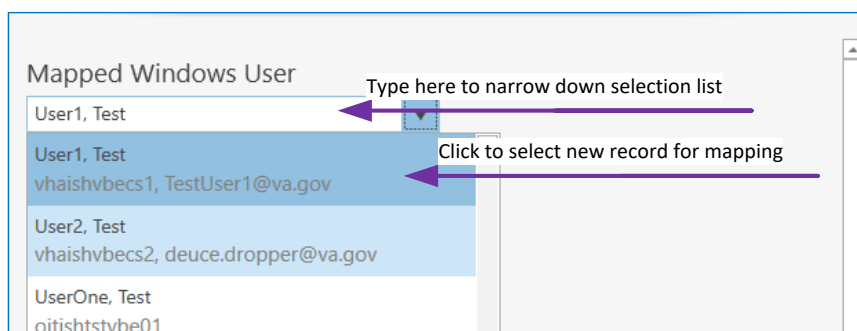 Mapped Windows User
Type here to narrow down selection list
User1, Test
User1, Test
Click to select new record for mapping
vhaishvbecs1, TestUser1@va.gov
User2, Test
vhaishvbecs2, deuce.dropper@va.gov
UserOne, Test
oitishtstvbe01